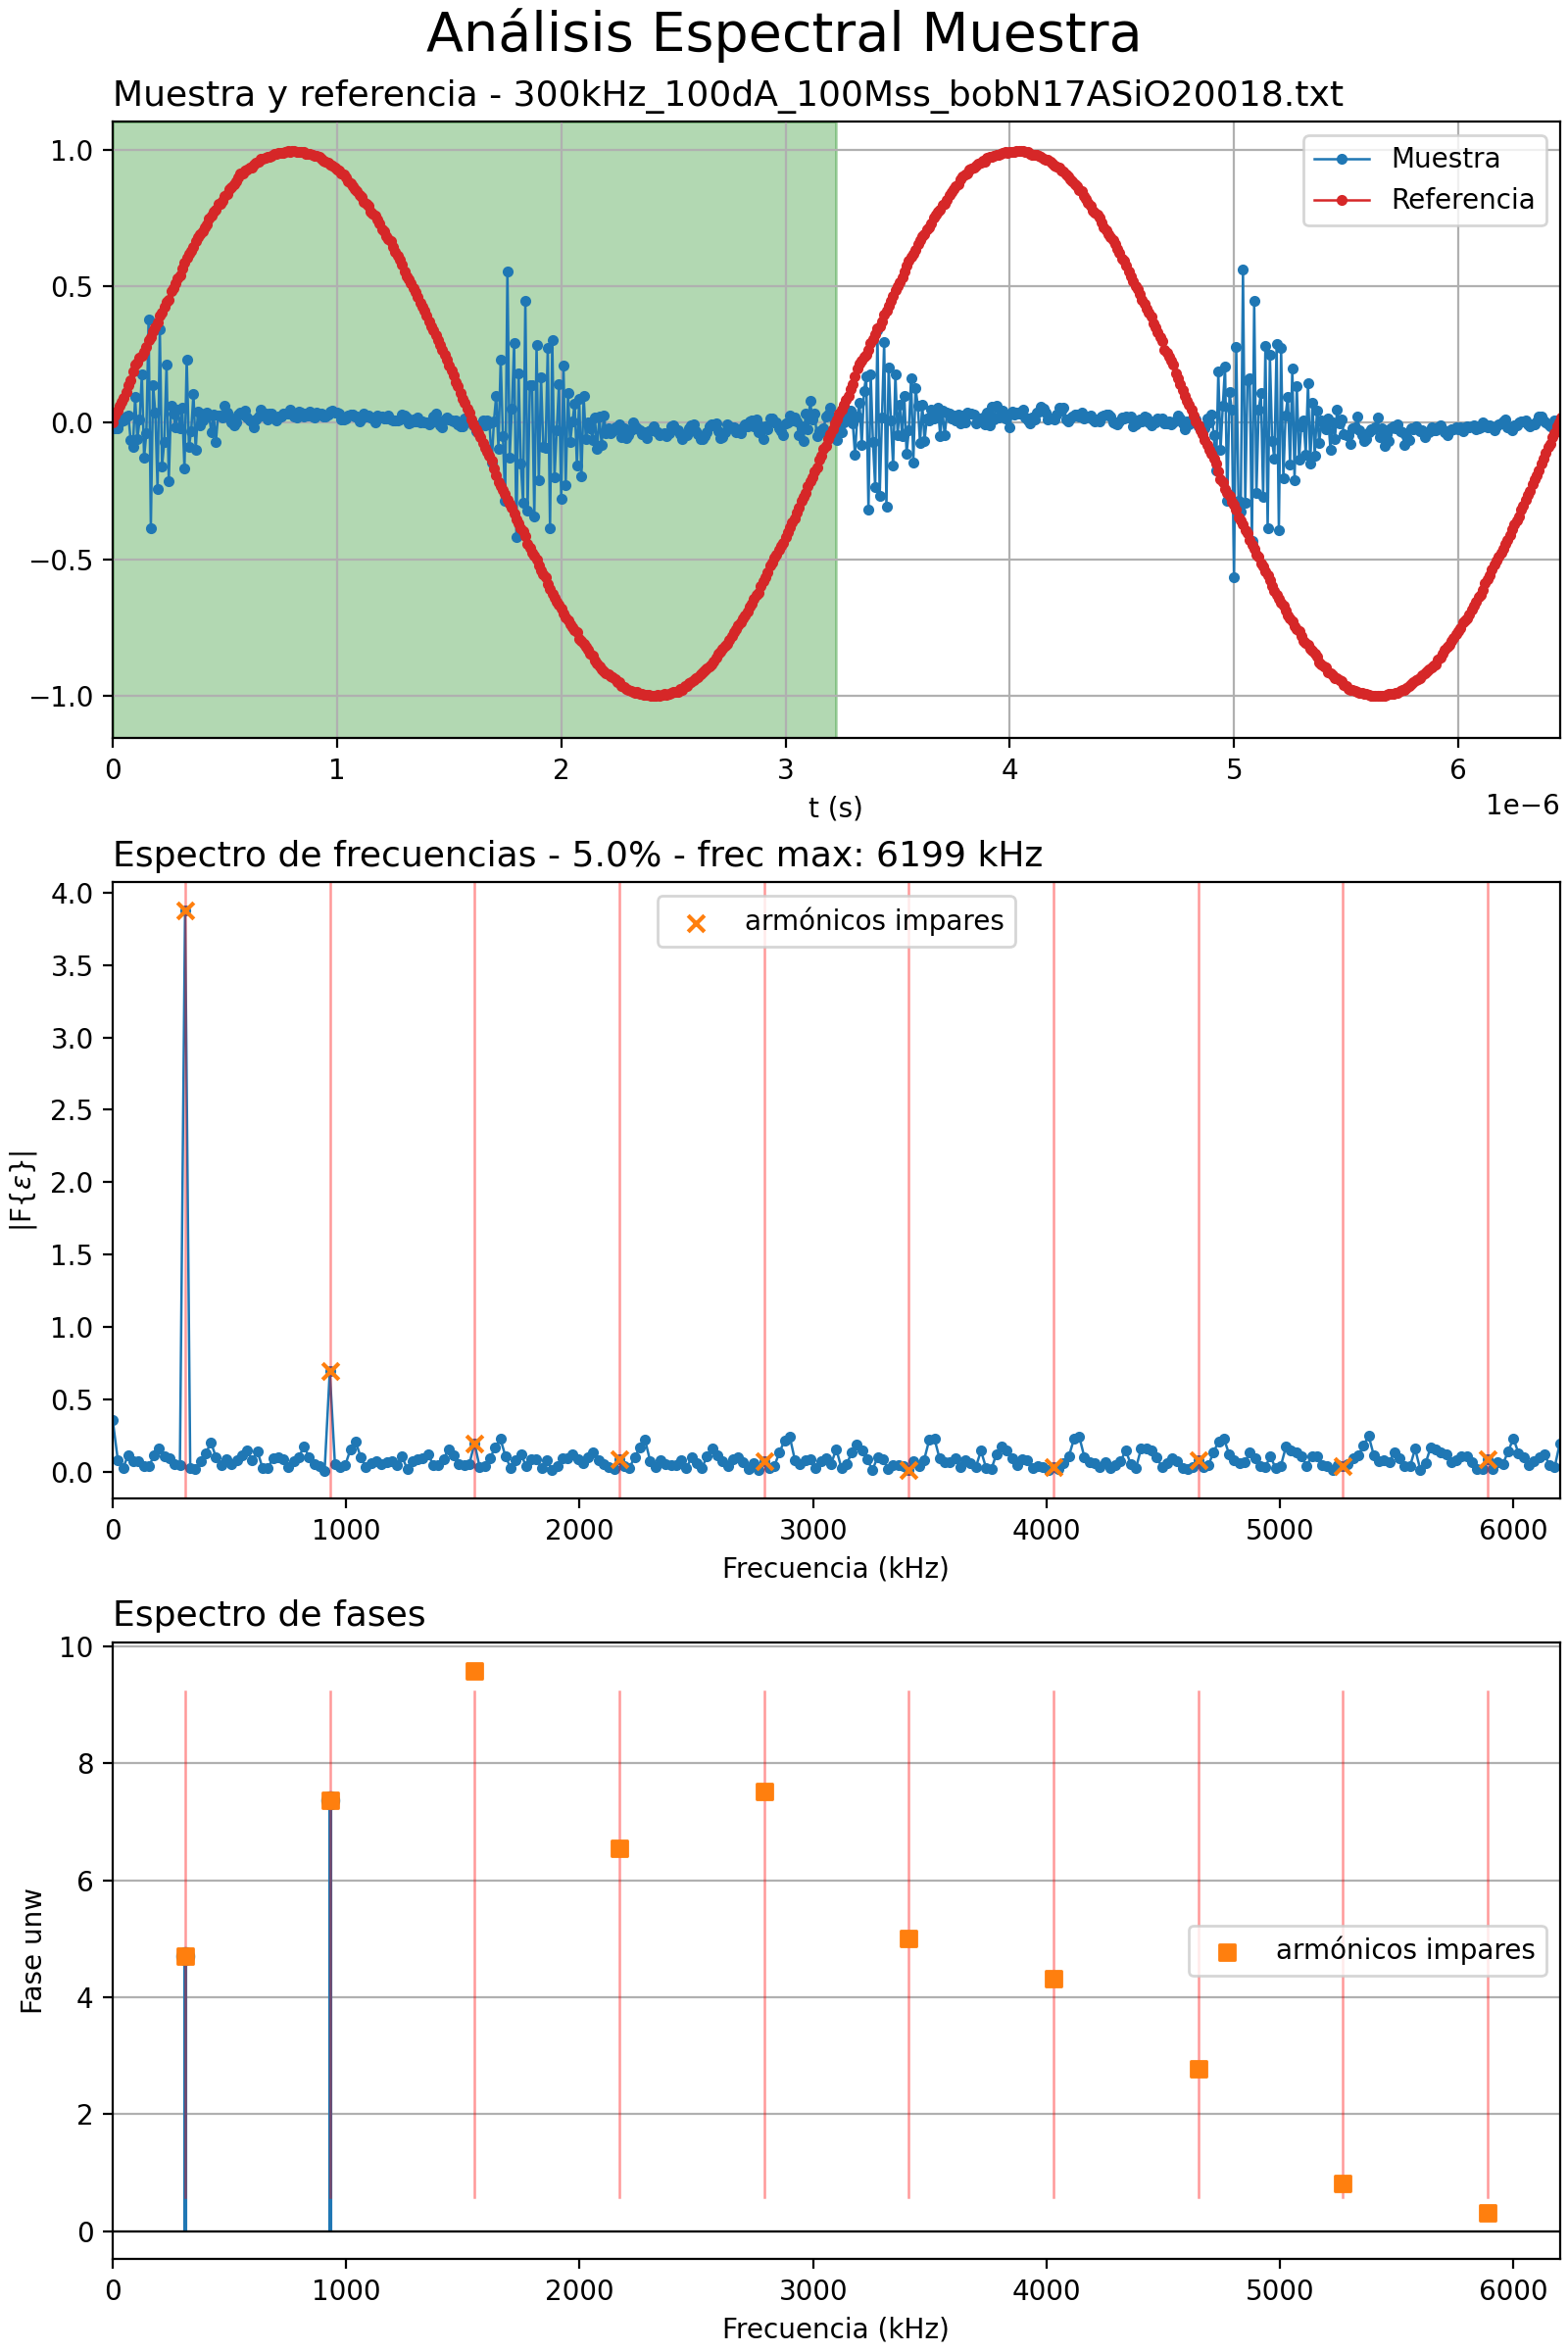 Análisis Espectral Muestra
Muestra y referencia - 300kHz_100dA_100Mss_bobN17ASiO20018.txt
Muestra
Referencia
1.0
0.5
0.0
−0.5
−1.0
0 1 2 3 4 5 6
t (s)
1e−6
Espectro de frecuencias - 5.0% - frec max: 6199 kHz
armónicos impares
4.0
3.5
3.0
2.5
2.0
1.5
1.0
0.5
0.0
|F{ε}|
0 1000 2000 3000 4000 5000 6000
Frecuencia (kHz)
Espectro de fases
10
8
6
4
2
0
Fase unw
armónicos impares
0 1000 2000 3000 4000 5000 6000
Frecuencia (kHz)